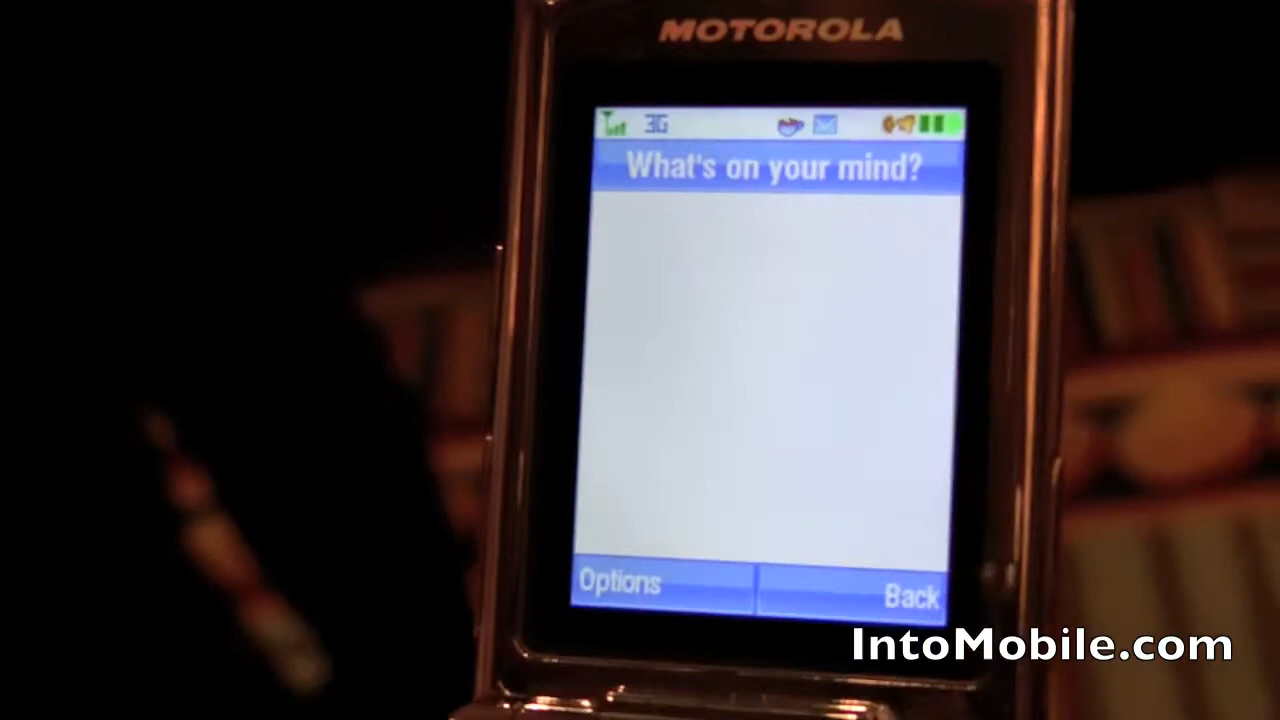 MOTOROLA
3G
What's on your mind?
Options
Back
IntoMobile.com